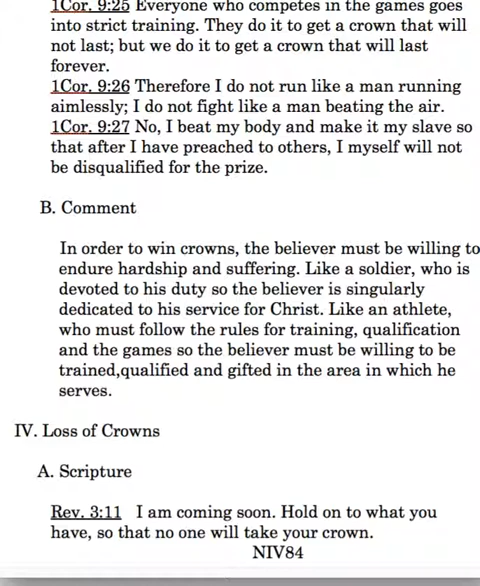 1Cor. 9:25 Everyone who competes in the games goes
into strict training. They do it to get a crown that will
not last; but we do it to get a crown that will last
forever.
1Cor. 9:26 Therefore I do not run like a man running
aimlessly; I do not fight like a man beating the air.
1Cor. 9:27 No, I beat my body and make it my slave so
that after I have preached to others, I myself will not
be disqualified for the prize.
B. Comment
In order to win crowns, the believer must be willing to
endure hardship and suffering. Like a soldier, who is
devoted to his duty so the believer is singularly
dedicated to his service for Christ. Like an athlete,
who must follow the rules for training, qualification
and the games so the believer must be willing to be
trained,qualified and gifted in the area in which he
serves.
IV. Loss of Crowns
A. Scripture
Rev. 3:11 I am coming soon. Hold on to what you
have, so that no one will take your crown.
NIV84